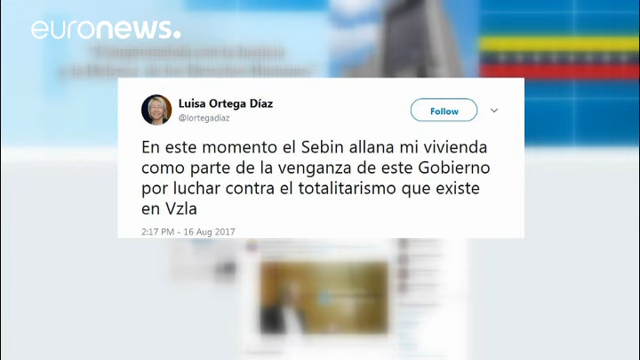 euronews.
Luisa Ortega Díaz
@lortegadiaz
Follow
En este momento el Sebin allana mi vivienda
como parte de la venganza de este Gobierno
por luchar contra el totalitarismo que existe
en Vzla
2:17 PM - 16 Aug 2017